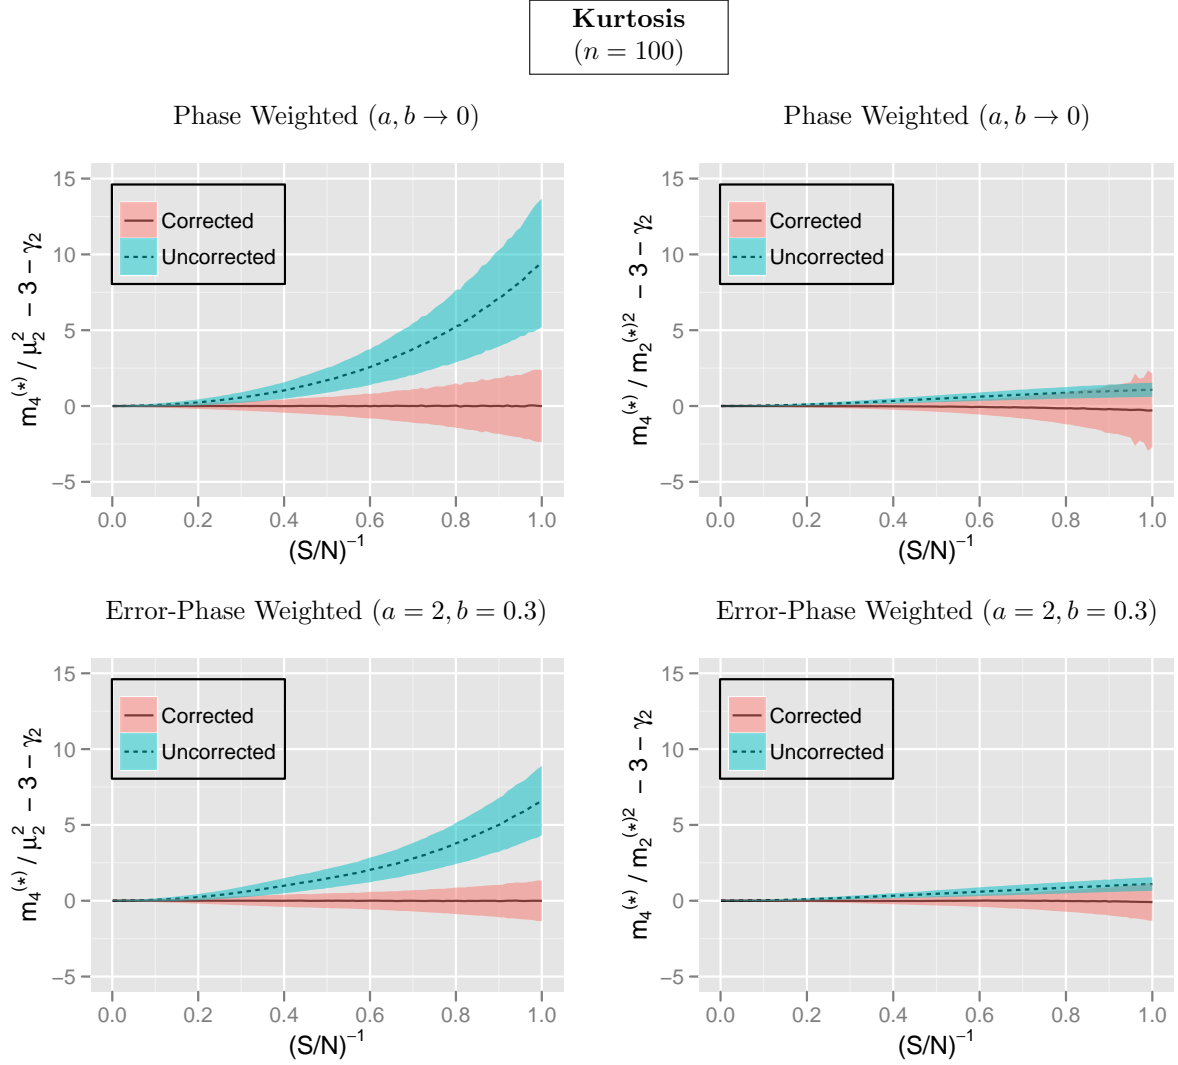 Kurtosis
(n = 100)
Phase Weighted (a, b → 0)
15
10
5
0
−5
0.0 0.2 0.4 0.6 0.8 1.0
(S/N)⁻¹
m₄⁽*⁾ / μ₂² − 3 − γ₂
Corrected
Uncorrected
Phase Weighted (a, b → 0)
15
10
5
0
−5
0.0 0.2 0.4 0.6 0.8 1.0
(S/N)⁻¹
m₄⁽*⁾ / m₂⁽*⁾² − 3 − γ₂
Corrected
Uncorrected
Error-Phase Weighted (a = 2, b = 0.3)
15
10
5
0
−5
0.0 0.2 0.4 0.6 0.8 1.0
(S/N)⁻¹
m₄⁽*⁾ / μ₂² − 3 − γ₂
Corrected
Uncorrected
Error-Phase Weighted (a = 2, b = 0.3)
15
10
5
0
−5
0.0 0.2 0.4 0.6 0.8 1.0
(S/N)⁻¹
m₄⁽*⁾ / m₂⁽*⁾² − 3 − γ₂
Corrected
Uncorrected